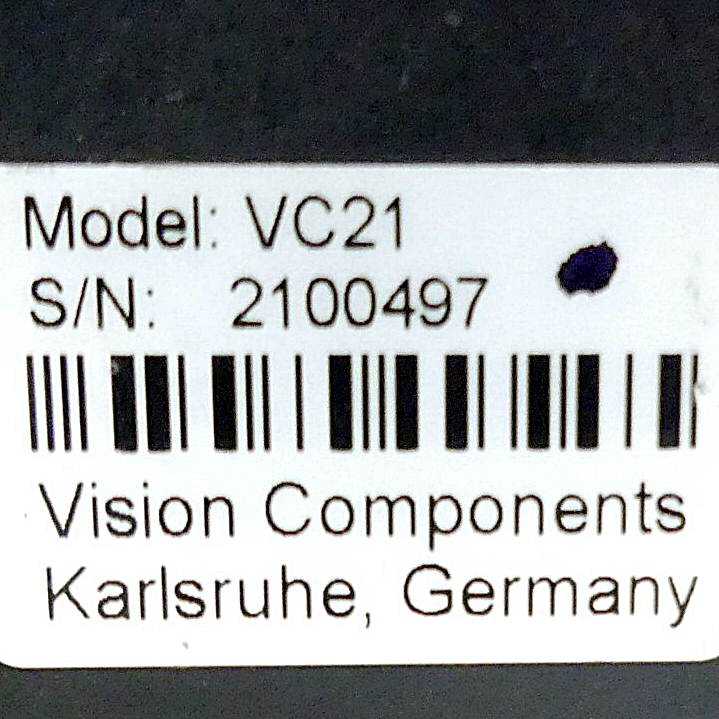 Model: VC21
S/N: 2100497
Vision Components
Karlsruhe, Germany